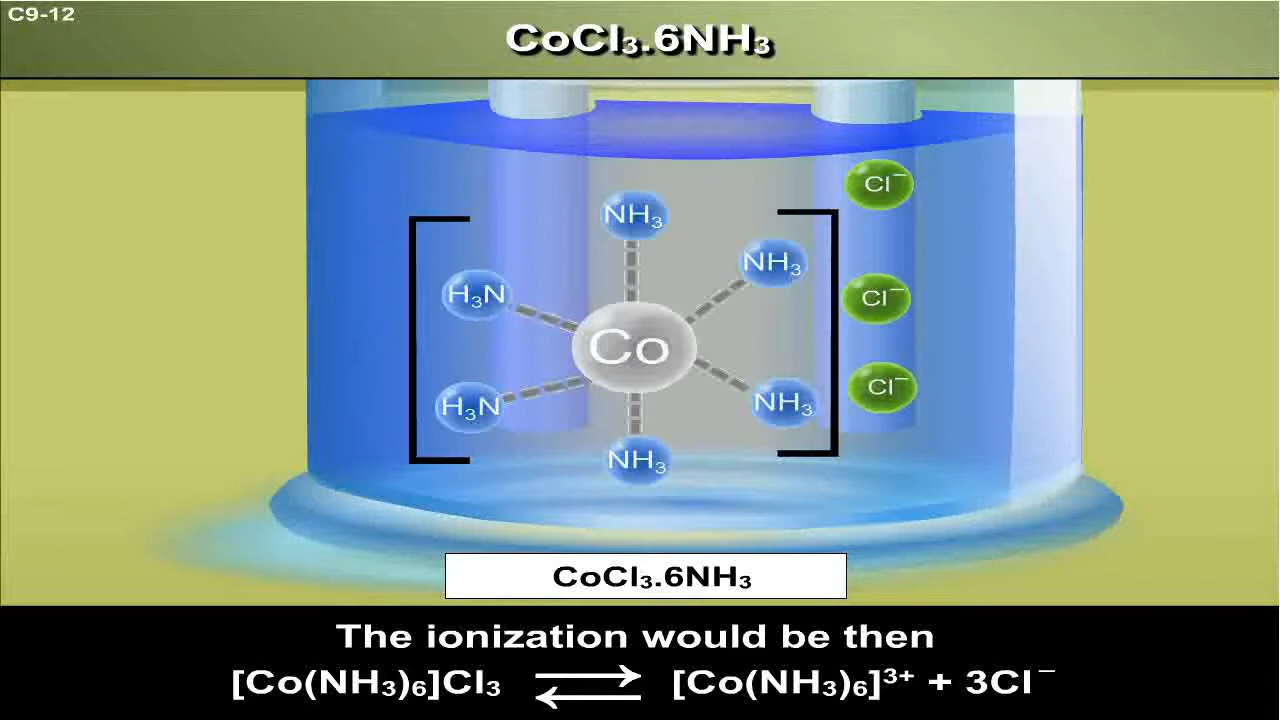 C9-12
CoCl₃.6NH₃
Cl⁻
NH₃
NH₃
H₃N
Cl⁻
Co
Cl⁻
H₃N
NH₃
NH₃
CoCl₃.6NH₃
The ionization would be then
[Co(NH₃)₆]Cl₃ ⇌ [Co(NH₃)₆]³⁺ + 3Cl⁻